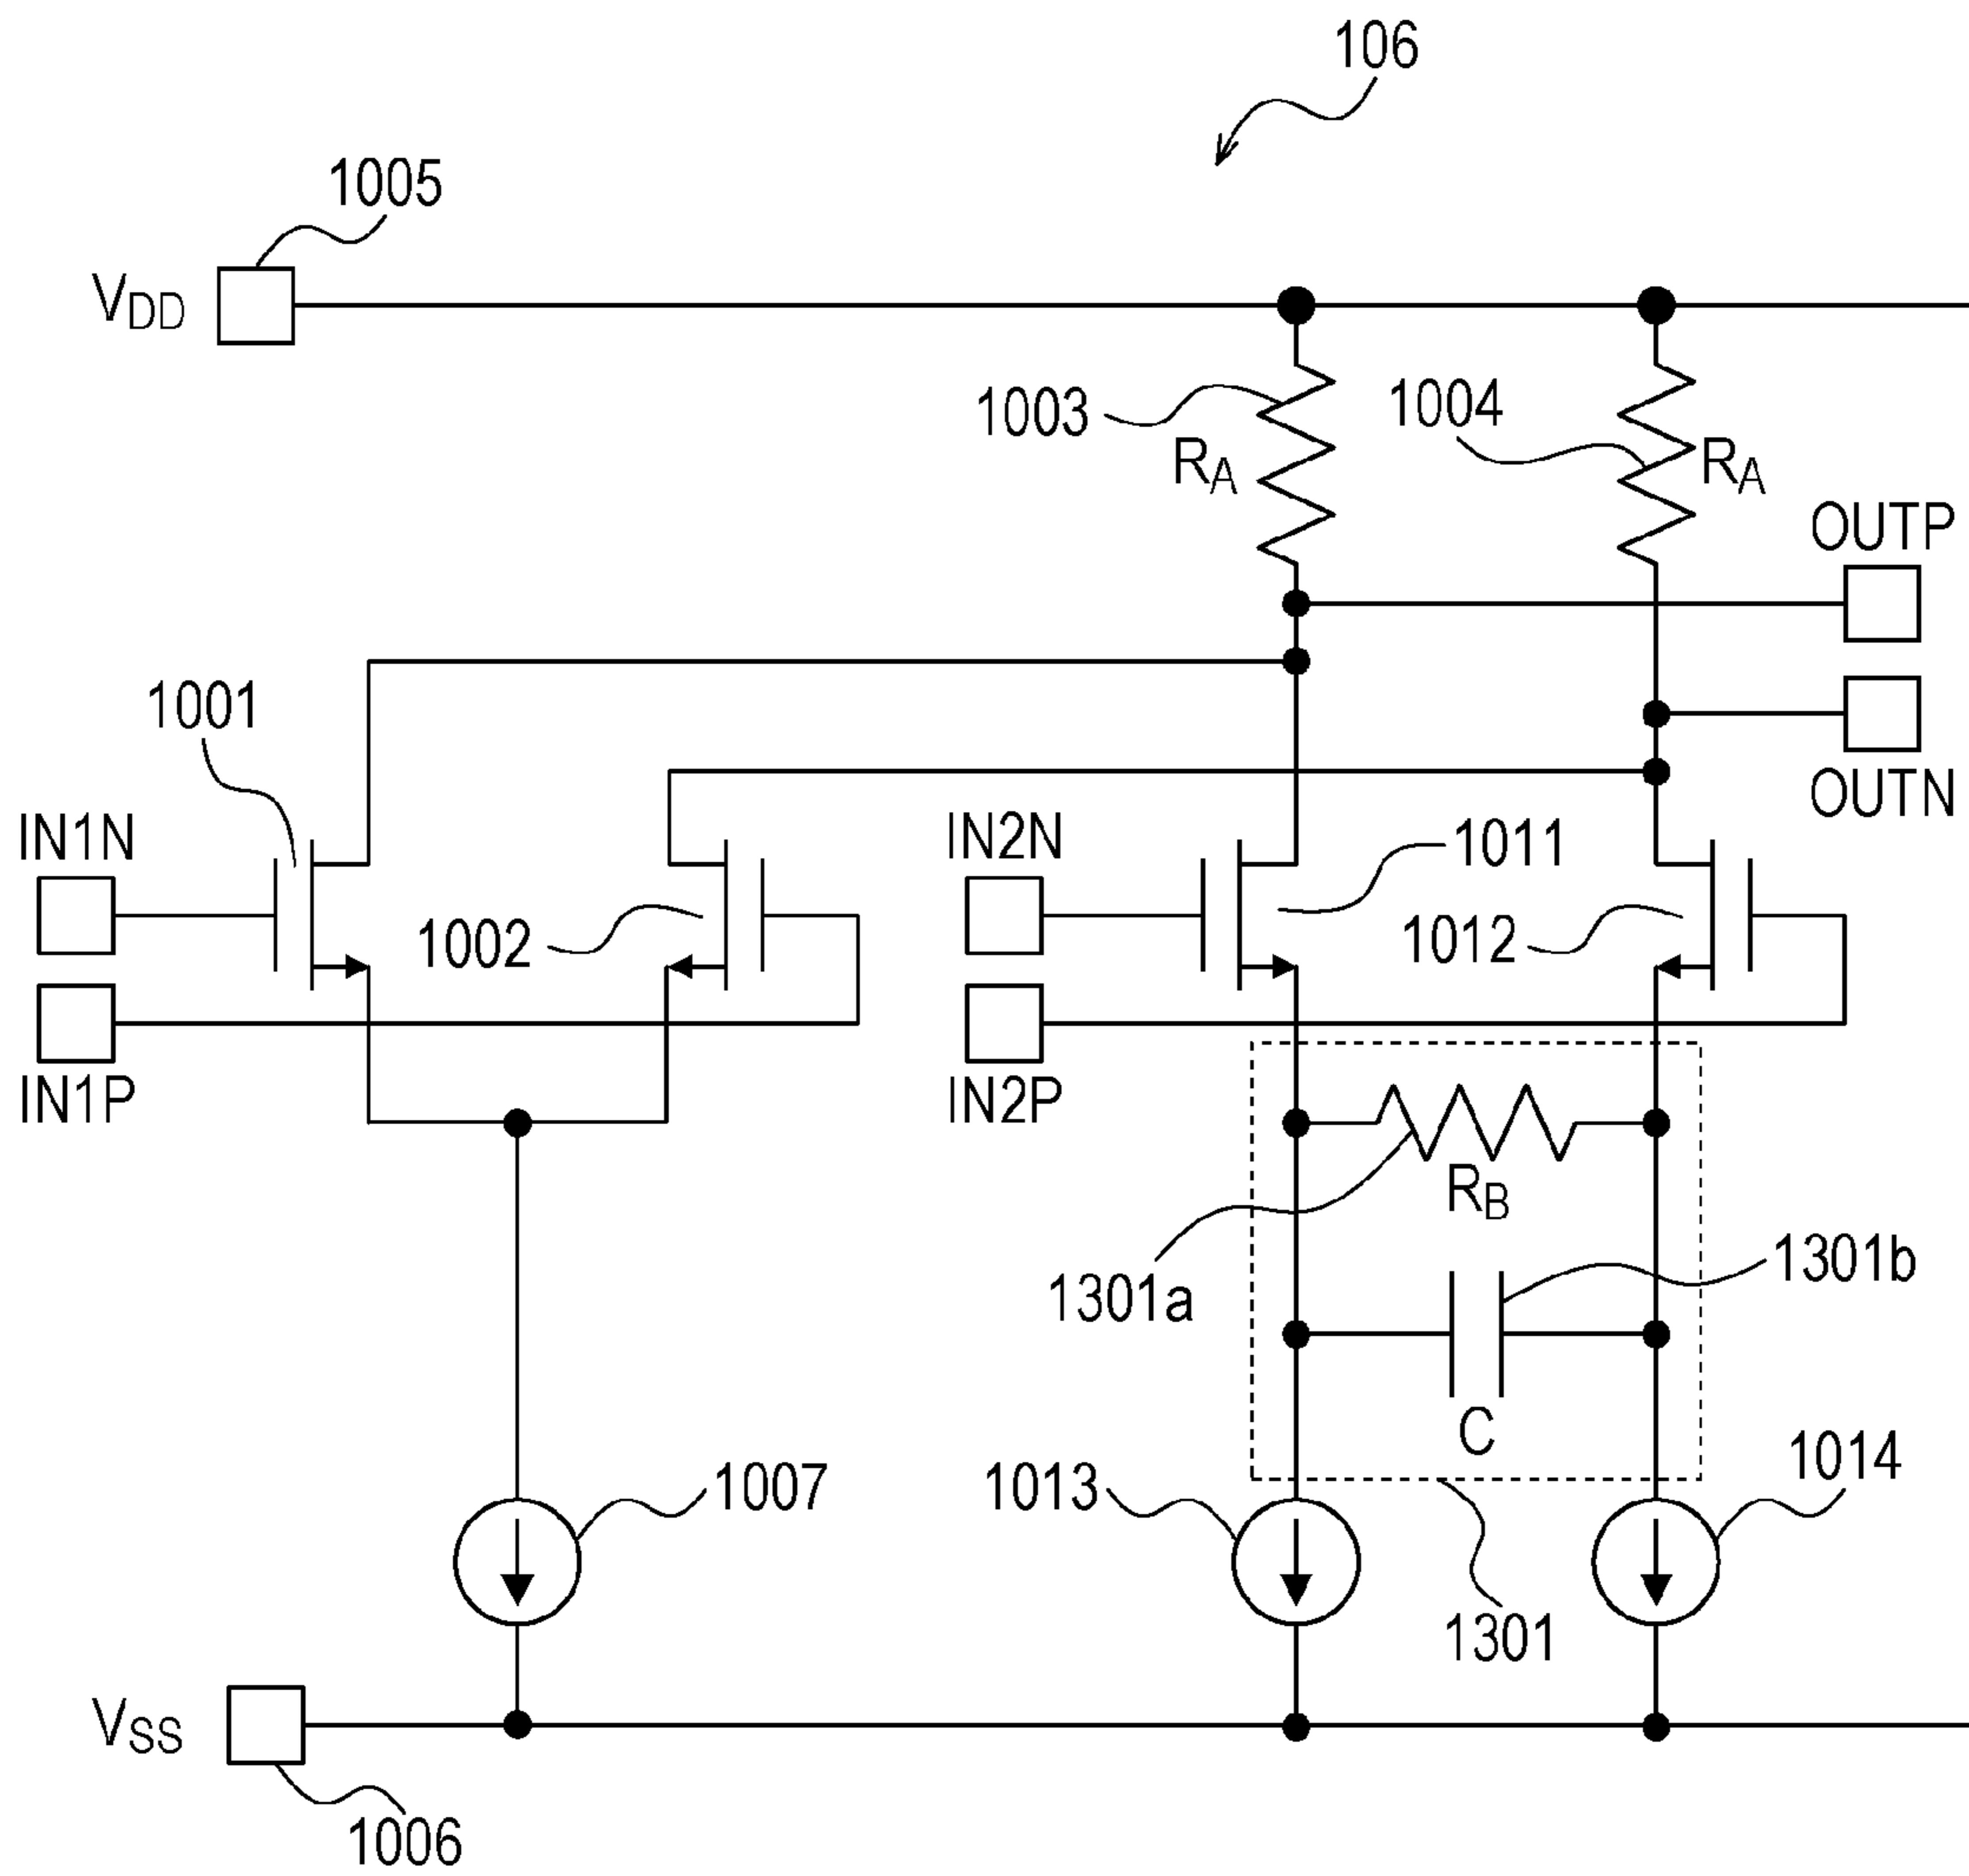 106
1005
VDD
1003
RA
1004
RA
OUTP
OUTN
1001
IN1N
IN1P
1002
IN2N
IN2P
1011
1012
RB
1301a
1301b
C
1007
1013
1014
1301
VSS
1006